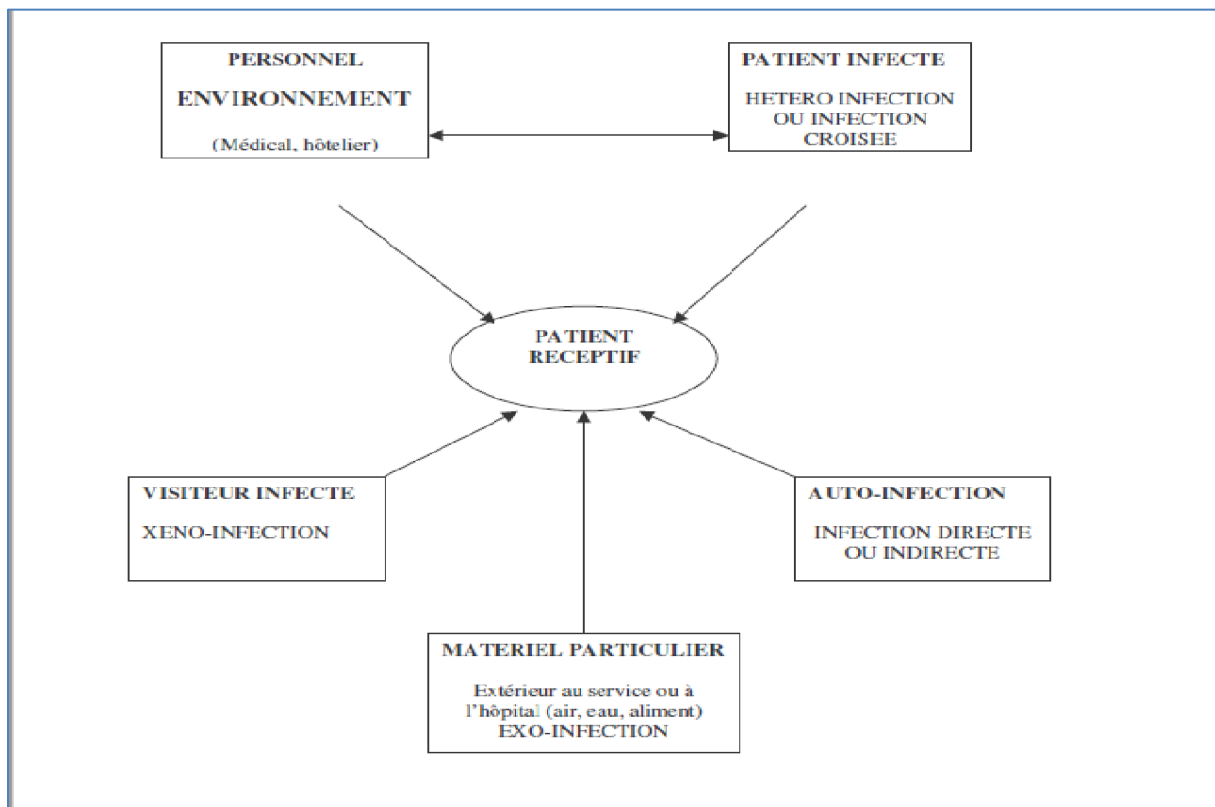 PERSONNEL
ENVIRONNEMENT
(Médical, hôtelier)
PATIENT INFECTE
HETERO INFECTION
OU INFECTION
CROISEE
PATIENT
RECEPTIF
VISITEUR INFECTE
XENO-INFECTION
AUTO-INFECTION
INFECTION DIRECTE
OU INDIRECTE
MATERIEL PARTICULIER
Extérieur au service ou à
l'hôpital (air, eau, aliment)
EXO-INFECTION